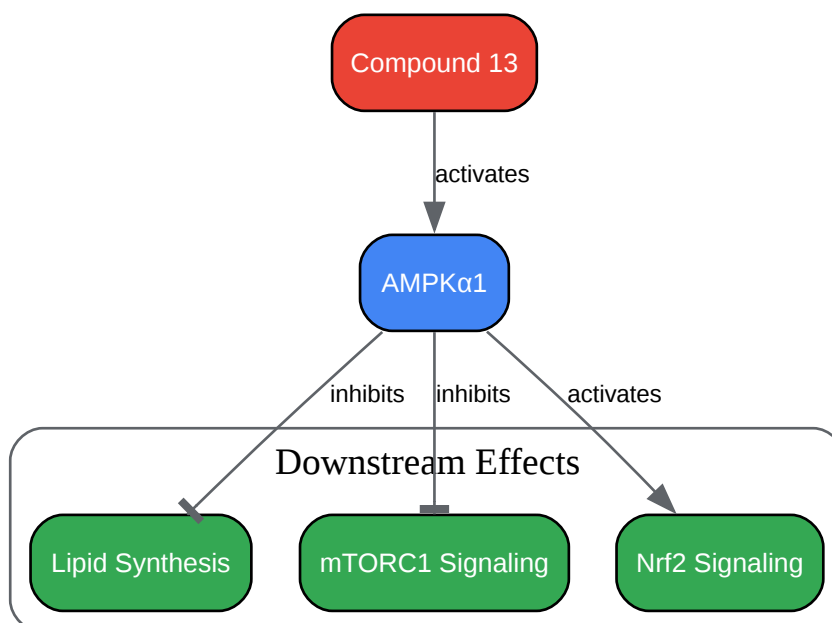 Compound 13
activates
AMPKα1
inhibits
inhibits
activates
Downstream Effects
Lipid Synthesis
mTORC1 Signaling
Nrf2 Signaling